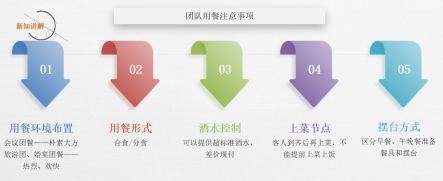 团队用餐注意事项
新知讲解
01
02
03
04
05
用餐环境布置
会议团餐——朴素大方
旅游团、婚宴团餐——
热烈、欢快
用餐形式
合食/分食
酒水控制
可以提供超标准酒水,
差价现付
上菜节点
客人到齐后再上菜，不
能提前上菜上饭
摆台方式
区分早餐、午晚餐准备
餐具和摆台